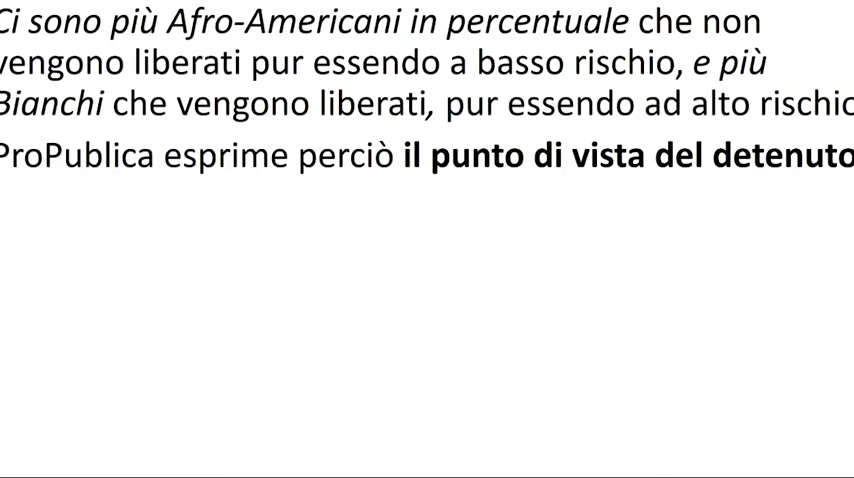 Ci sono più Afro-Americani in percentuale che non
vengono liberati pur essendo a basso rischio, e più
Bianchi che vengono liberati, pur essendo ad alto rischio
ProPublica esprime perciò il punto di vista del detenuto